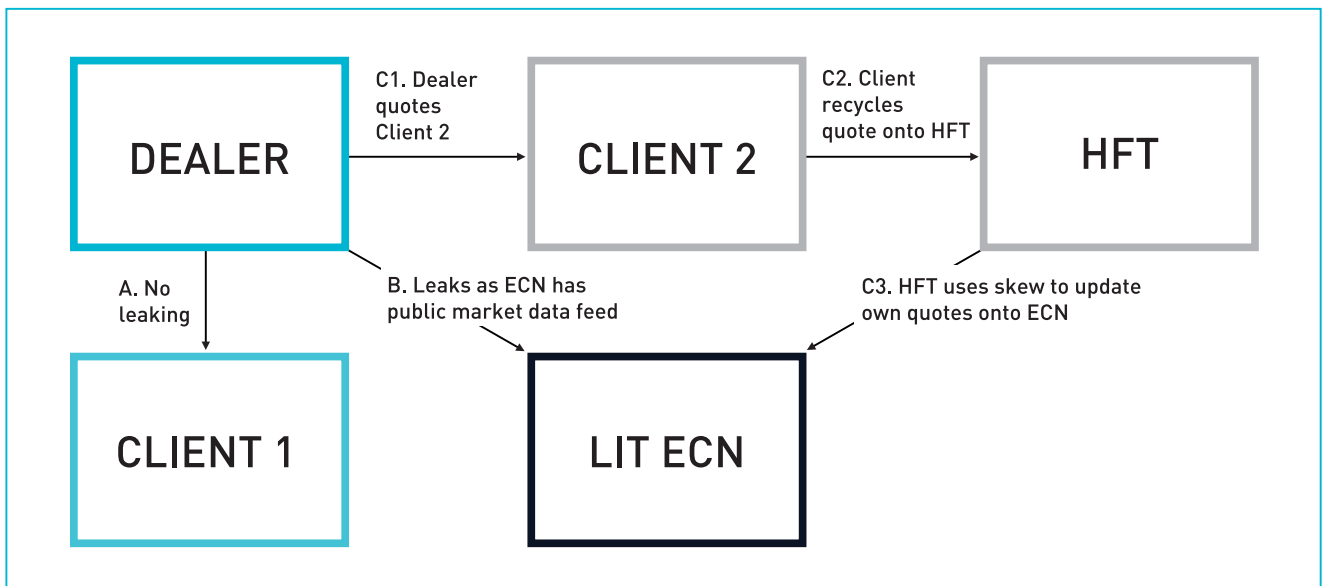 DEALER
C1. Dealer
quotes
Client 2
CLIENT 2
C2. Client
recycles
quote onto HFT
HFT
A. No
leaking
B. Leaks as ECN has
public market data feed
C3. HFT uses skew to update
own quotes onto ECN
CLIENT 1
LIT ECN